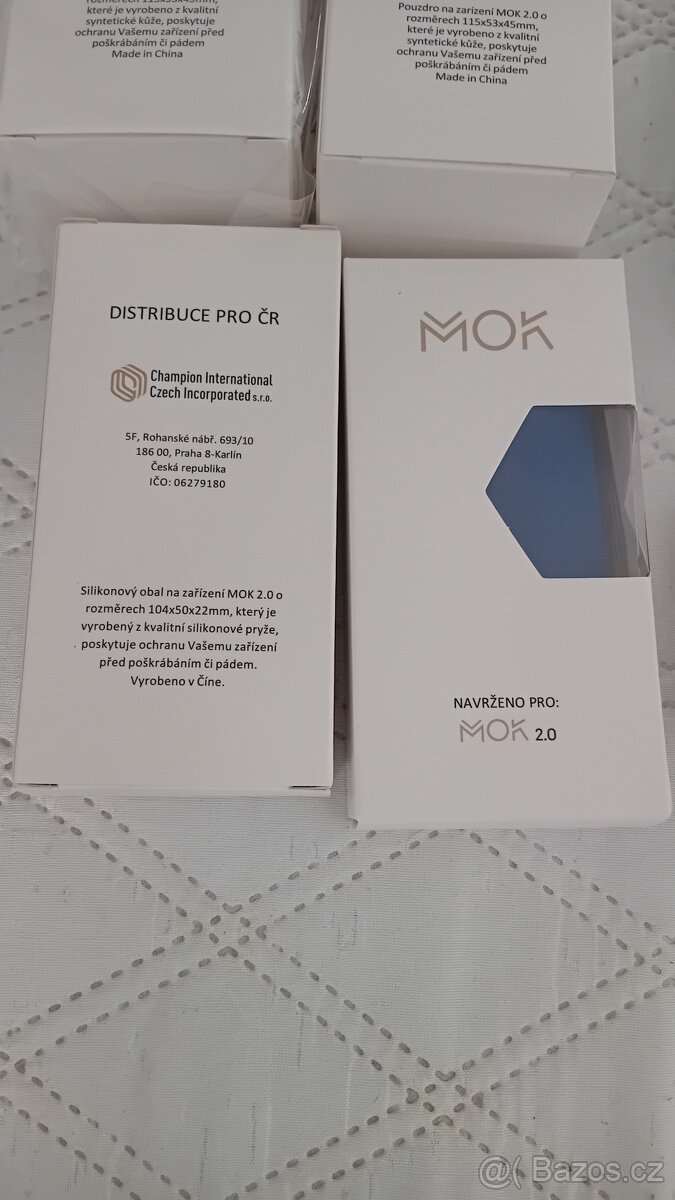 rozměrech 115x53x45mm,
které je vyrobeno z kvalitní
syntetické kůže, poskytuje
ochranu Vašemu zařízení před
poškrábáním či pádem
Made in China
Pouzdro na zařízení MOK 2.0 o
rozměrech 115x53x45mm,
které je vyrobeno z kvalitní
syntetické kůže, poskytuje
ochranu Vašemu zařízení před
poškrábáním či pádem
Made in China
DISTRIBUCE PRO ČR
Champion International
Czech Incorporated s.r.o.
5F, Rohanské nábř. 693/10
186 00, Praha 8-Karlín
Česká republika
IČO: 06279180
Silikonový obal na zařízení MOK 2.0 o
rozměrech 104x50x22mm, který je
vyrobený z kvalitní silikonové pryže,
poskytuje ochranu Vašemu zařízení
před poškrábáním či pádem.
Vyrobeno v Číne.
MOK
NAVRŽENO PRO:
MOK 2.0
@( Bazos.cz